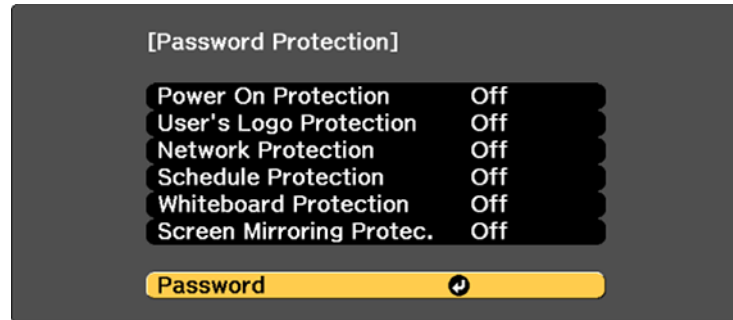 [Password Protection]
Power On Protection Off
User's Logo Protection Off
Network Protection Off
Schedule Protection Off
Whiteboard Protection Off
Screen Mirroring Protec. Off
Password